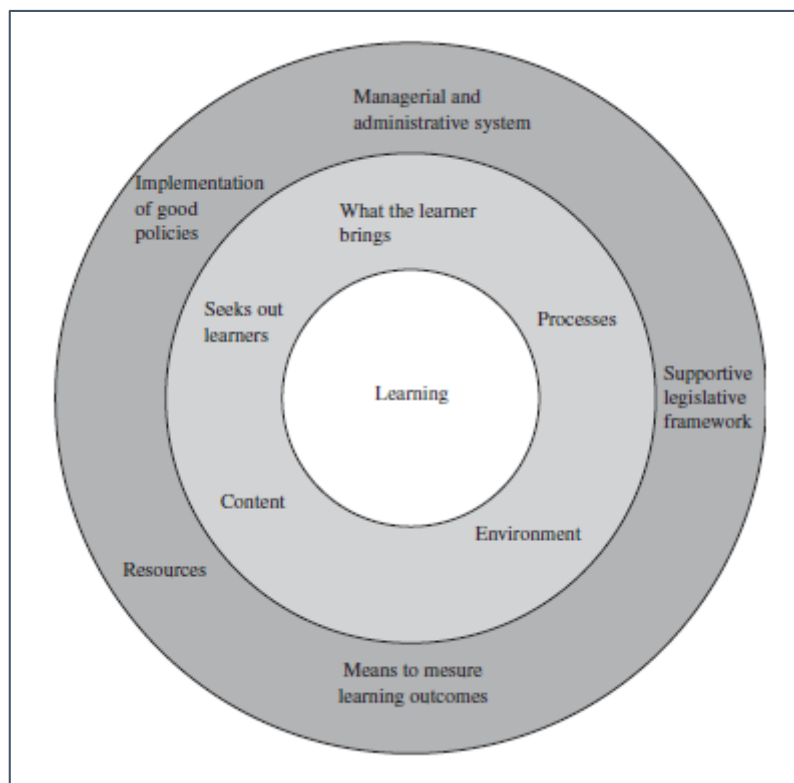 Managerial and
administrative system
Implementation
of good
policies
What the learner
brings
Seeks out
learners
Processes
Learning
Supportive
legislative
framework
Content
Environment
Resources
Means to mesure
learning outcomes